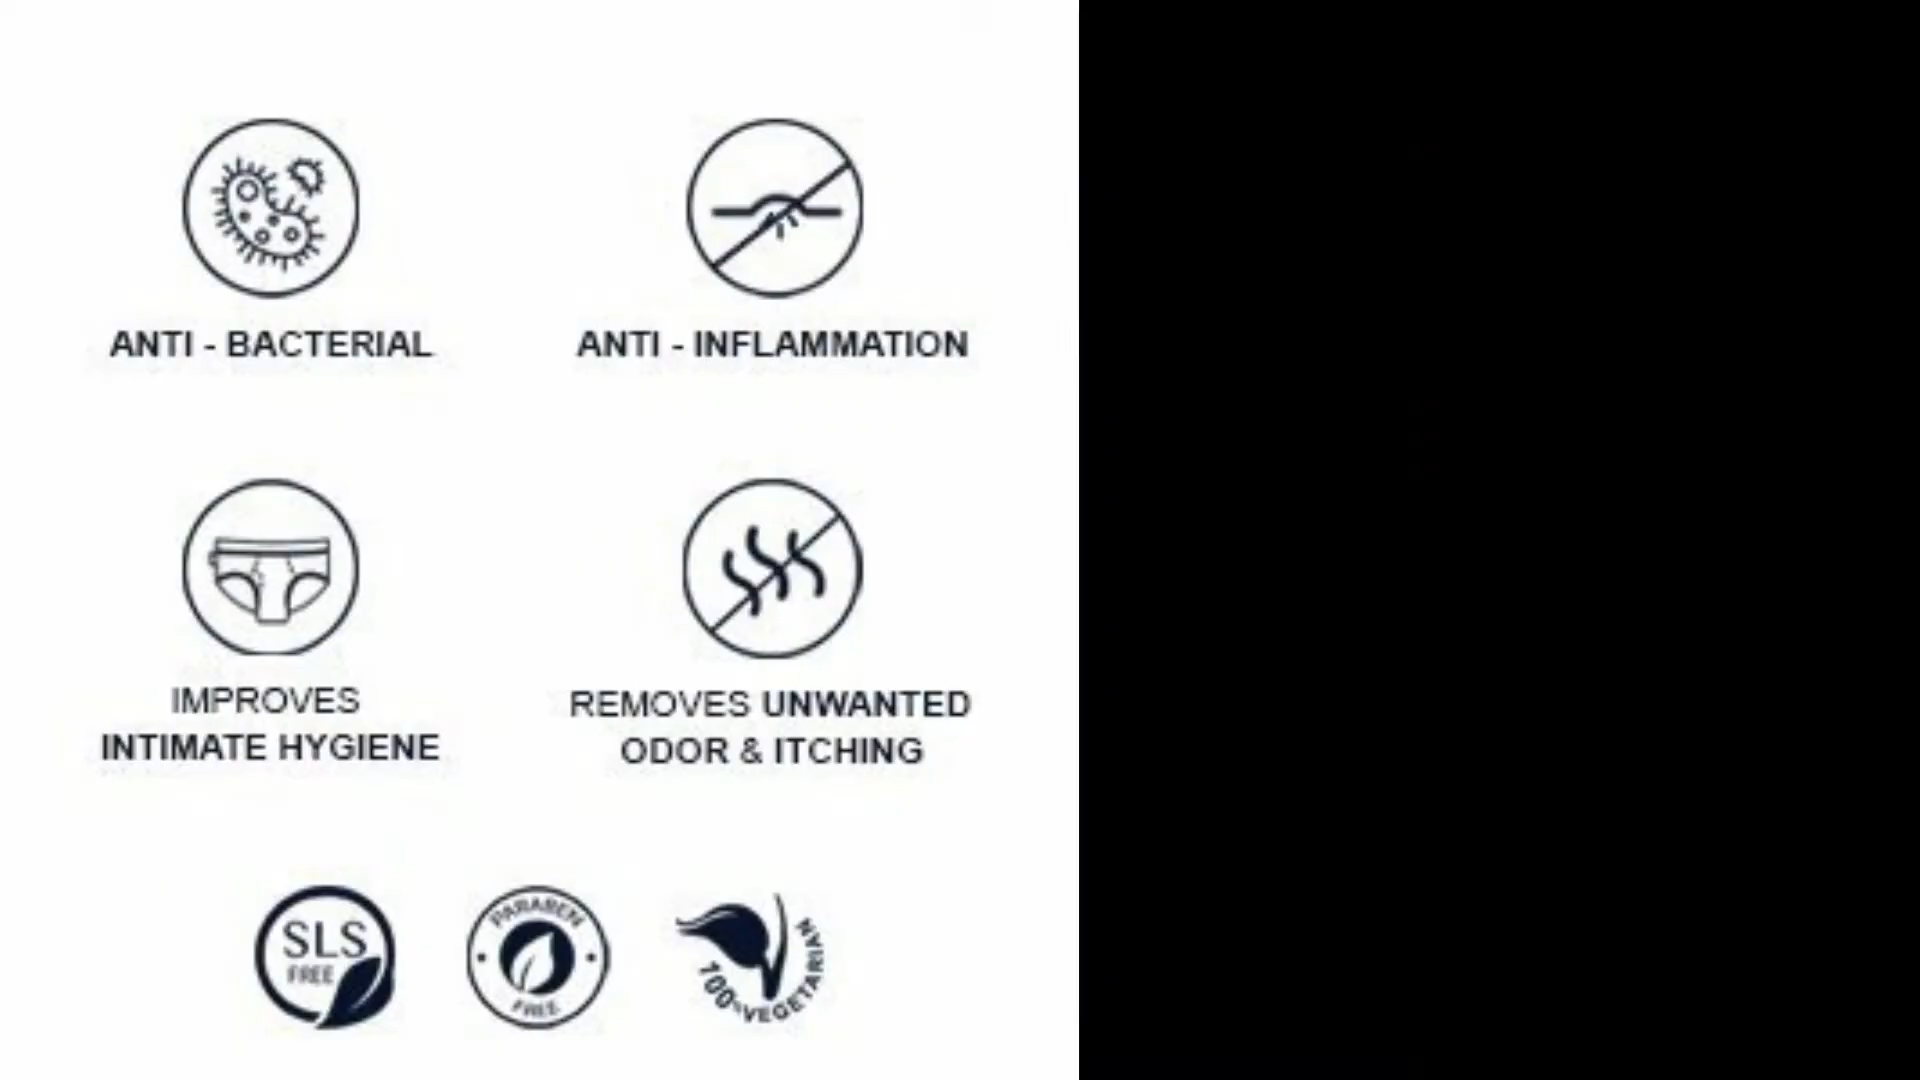 ANTI - BACTERIAL
ANTI - INFLAMMATION
IMPROVES
INTIMATE HYGIENE
REMOVES UNWANTED
ODOR & ITCHING
SLS
FREE
PARABEN
FREE
100% VEGETARIAN